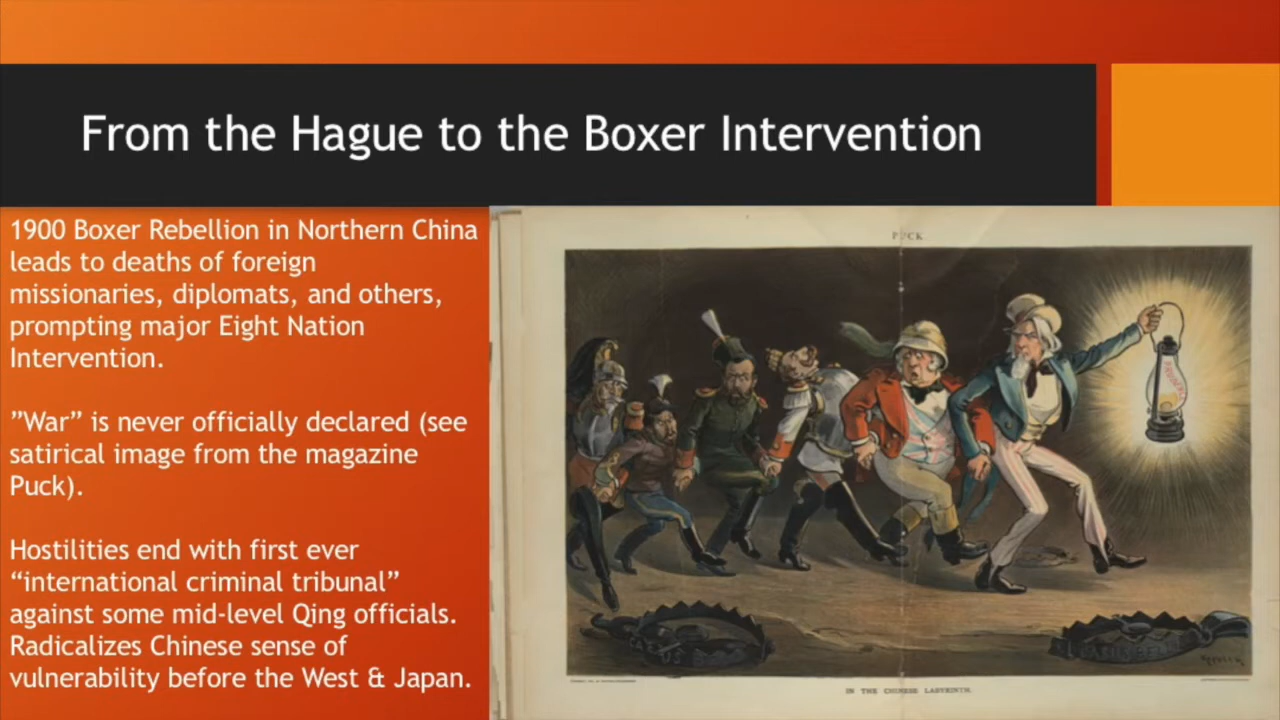 From the Hague to the Boxer Intervention
1900 Boxer Rebellion in Northern China
leads to deaths of foreign
missionaries, diplomats, and others,
prompting major Eight Nation
Intervention.
”War” is never officially declared (see
satirical image from the magazine
Puck).
Hostilities end with first ever
“international criminal tribunal”
against some mid-level Qing officials.
Radicalizes Chinese sense of
vulnerability before the West & Japan.
PUCK
IN THE CHINESE LABYRINTH.